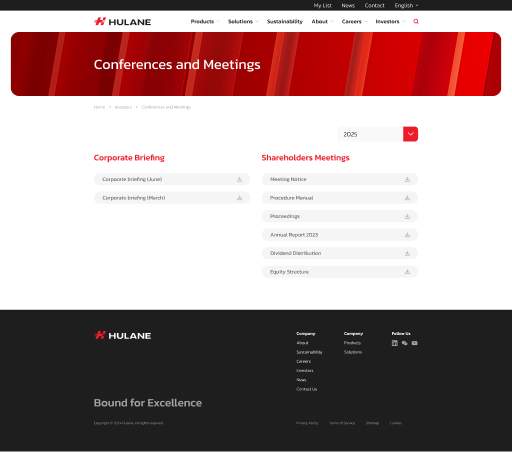 My List News Contact English
HULANE Products Solutions Sustainability About Careers Investors
Conferences and Meetings
Home > Investors > Conferences and Meetings
2025
Corporate Briefing
Corporate briefing (June)
Corporate briefing (March)
Shareholders Meetings
Meeting Notice
Procedure Manual
Proceedings
Annual Report 2023
Dividend Distribution
Equity Structure
HULANE
Bound for Excellence
Company
About
Sustainability
Careers
Investors
News
Contact Us
Company
Products
Solutions
Follow Us
Copyright © 2024 Hulane. All rights reserved.
Privacy Policy Terms of Service Sitemap Cookies